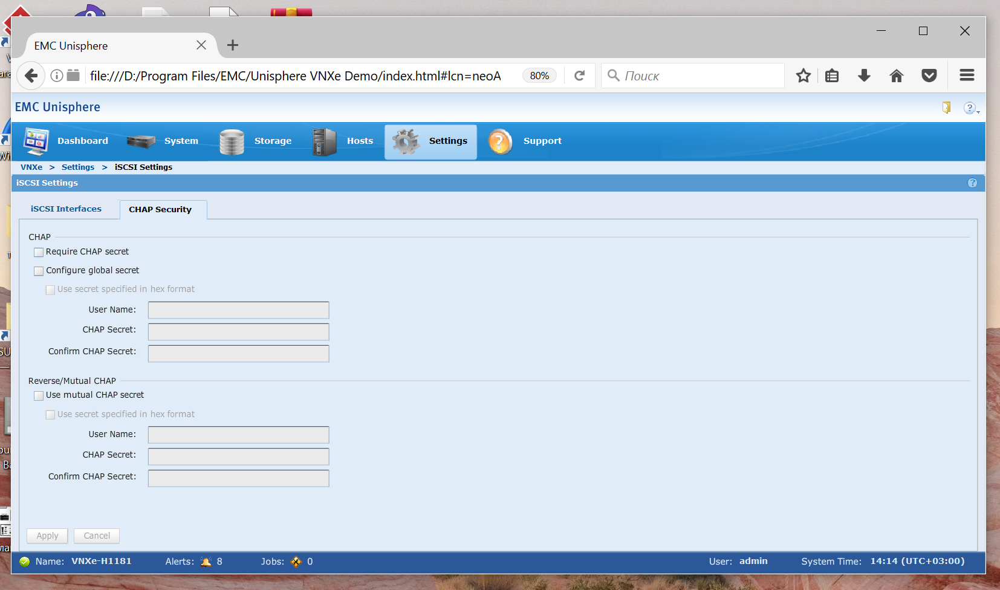 EMC Unisphere
file:///D:/Program Files/EMC/Unisphere VNXe Demo/index.html#lcn=neoA 80% Поиск
EMC Unisphere
Dashboard System Storage Hosts Settings Support
VNXe > Settings > iSCSI Settings
iSCSI Settings
iSCSI Interfaces CHAP Security
CHAP
Require CHAP secret
Configure global secret
Use secret specified in hex format
User Name:
CHAP Secret:
Confirm CHAP Secret:
Reverse/Mutual CHAP
Use mutual CHAP secret
Use secret specified in hex format
User Name:
CHAP Secret:
Confirm CHAP Secret:
Apply Cancel
Name: VNXe-H1181 Alerts: 8 Jobs: 0 User: admin System Time: 14:14 (UTC+03:00)